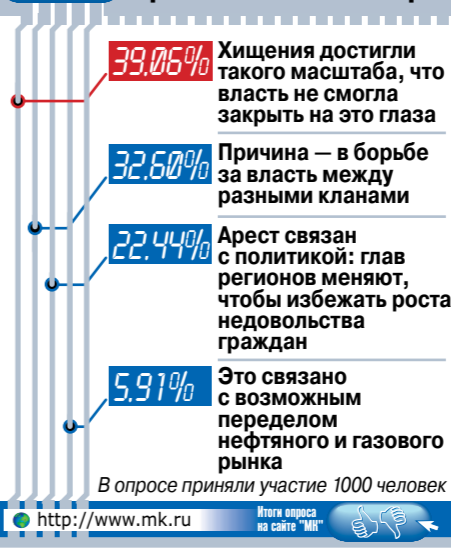 39.06%
Хищения достигли
такого масштаба, что
власть не смогла
закрыть на это глаза
32.60%
Причина — в борьбе
за власть между
разными кланами
22.44%
Арест связан
с политикой: глав
регионов меняют,
чтобы избежать роста
недовольства
граждан
5.91%
Это связано
с возможным
переделом
нефтяного и газового
рынка
В опросе приняли участие 1000 человек
http://www.mk.ru
Итоги опроса
на сайте "МК"